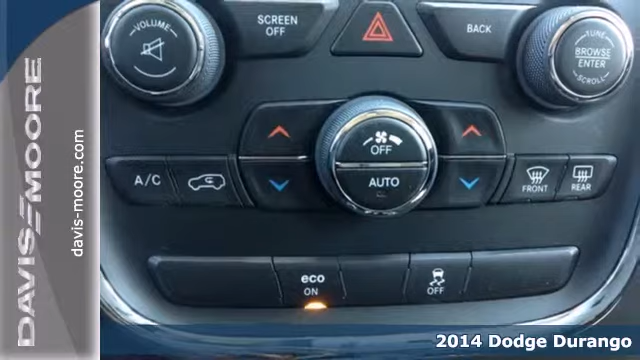 DAVIS-MOORE
davis-moore.com
VOLUME
SCREEN
OFF
BACK
TUNE
BROWSE
ENTER
SCROLL
OFF
AUTO
A/C
FRONT
REAR
eco
ON
OFF
2014 Dodge Durango